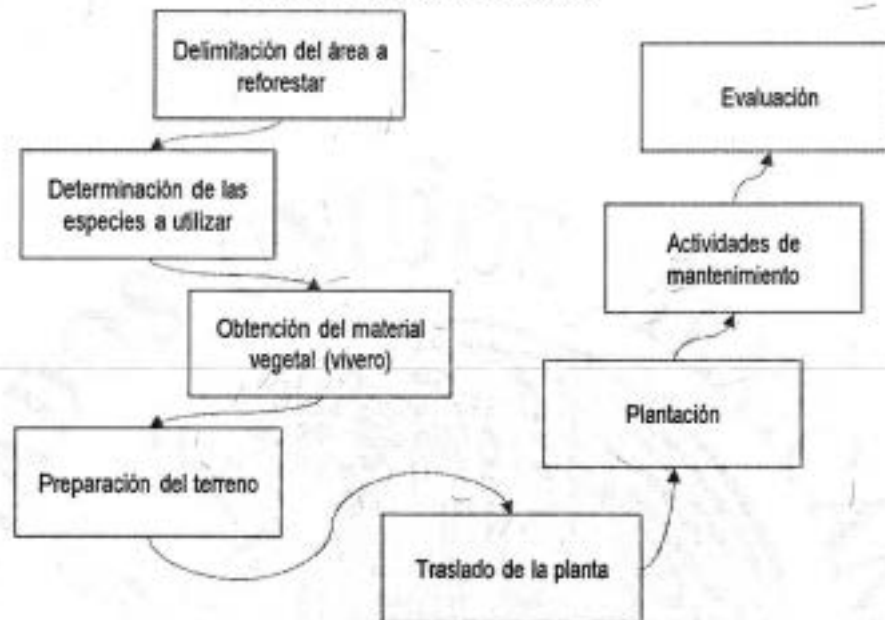 Delimitación del área a
reforestar
Determinación de las
especies a utilizar
Obtención del material
vegetal (vivero)
Preparación del terreno
Traslado de la planta
Plantación
Actividades de
mantenimiento
Evaluación